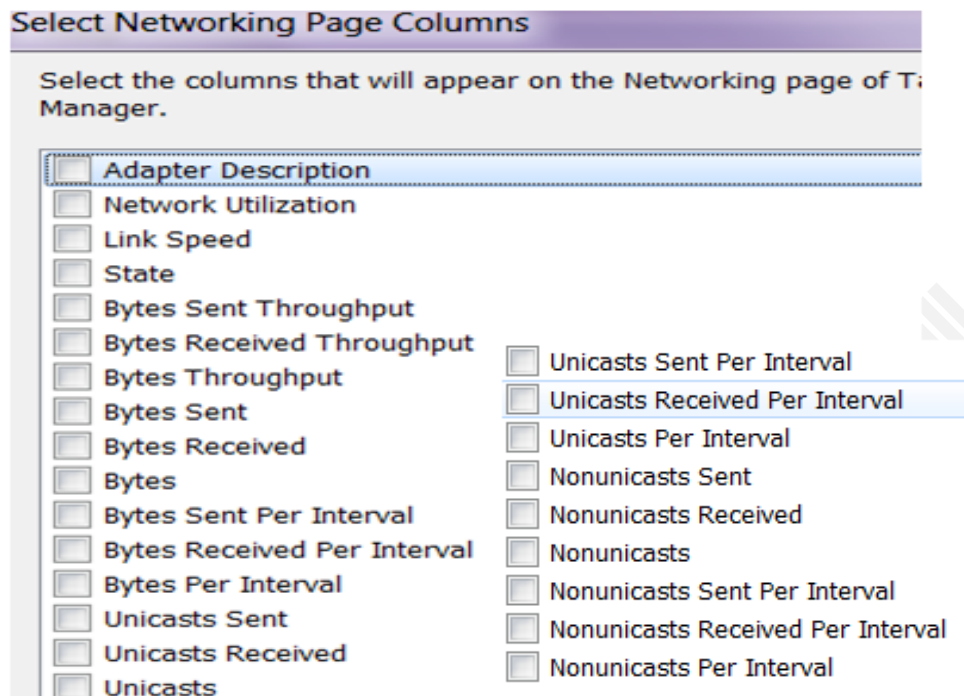 Select Networking Page Columns
Select the columns that will appear on the Networking page of
Manager.
Adapter Description
Network Utilization
Link Speed
State
Bytes Sent Throughput
Bytes Received Throughput
Bytes Throughput
Bytes Sent
Bytes Received
Bytes
Bytes Sent Per Interval
Bytes Received Per Interval
Bytes Per Interval
Unicasts Sent
Unicasts Received
Unicasts
Unicasts Sent Per Interval
Unicasts Received Per Interval
Unicasts Per Interval
Nonunicasts Sent
Nonunicasts Received
Nonunicasts
Nonunicasts Sent Per Interval
Nonunicasts Received Per Interval
Nonunicasts Per Interval